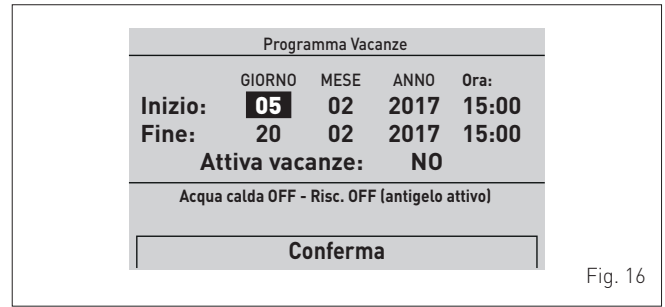 Programma Vacanze
GIORNO MESE ANNO Ora:
Inizio: 05 02 2017 15:00
Fine: 20 02 2017 15:00
Attiva vacanze: NO
Acqua calda OFF - Risc. OFF (antigelo attivo)
Conferma
Fig. 16